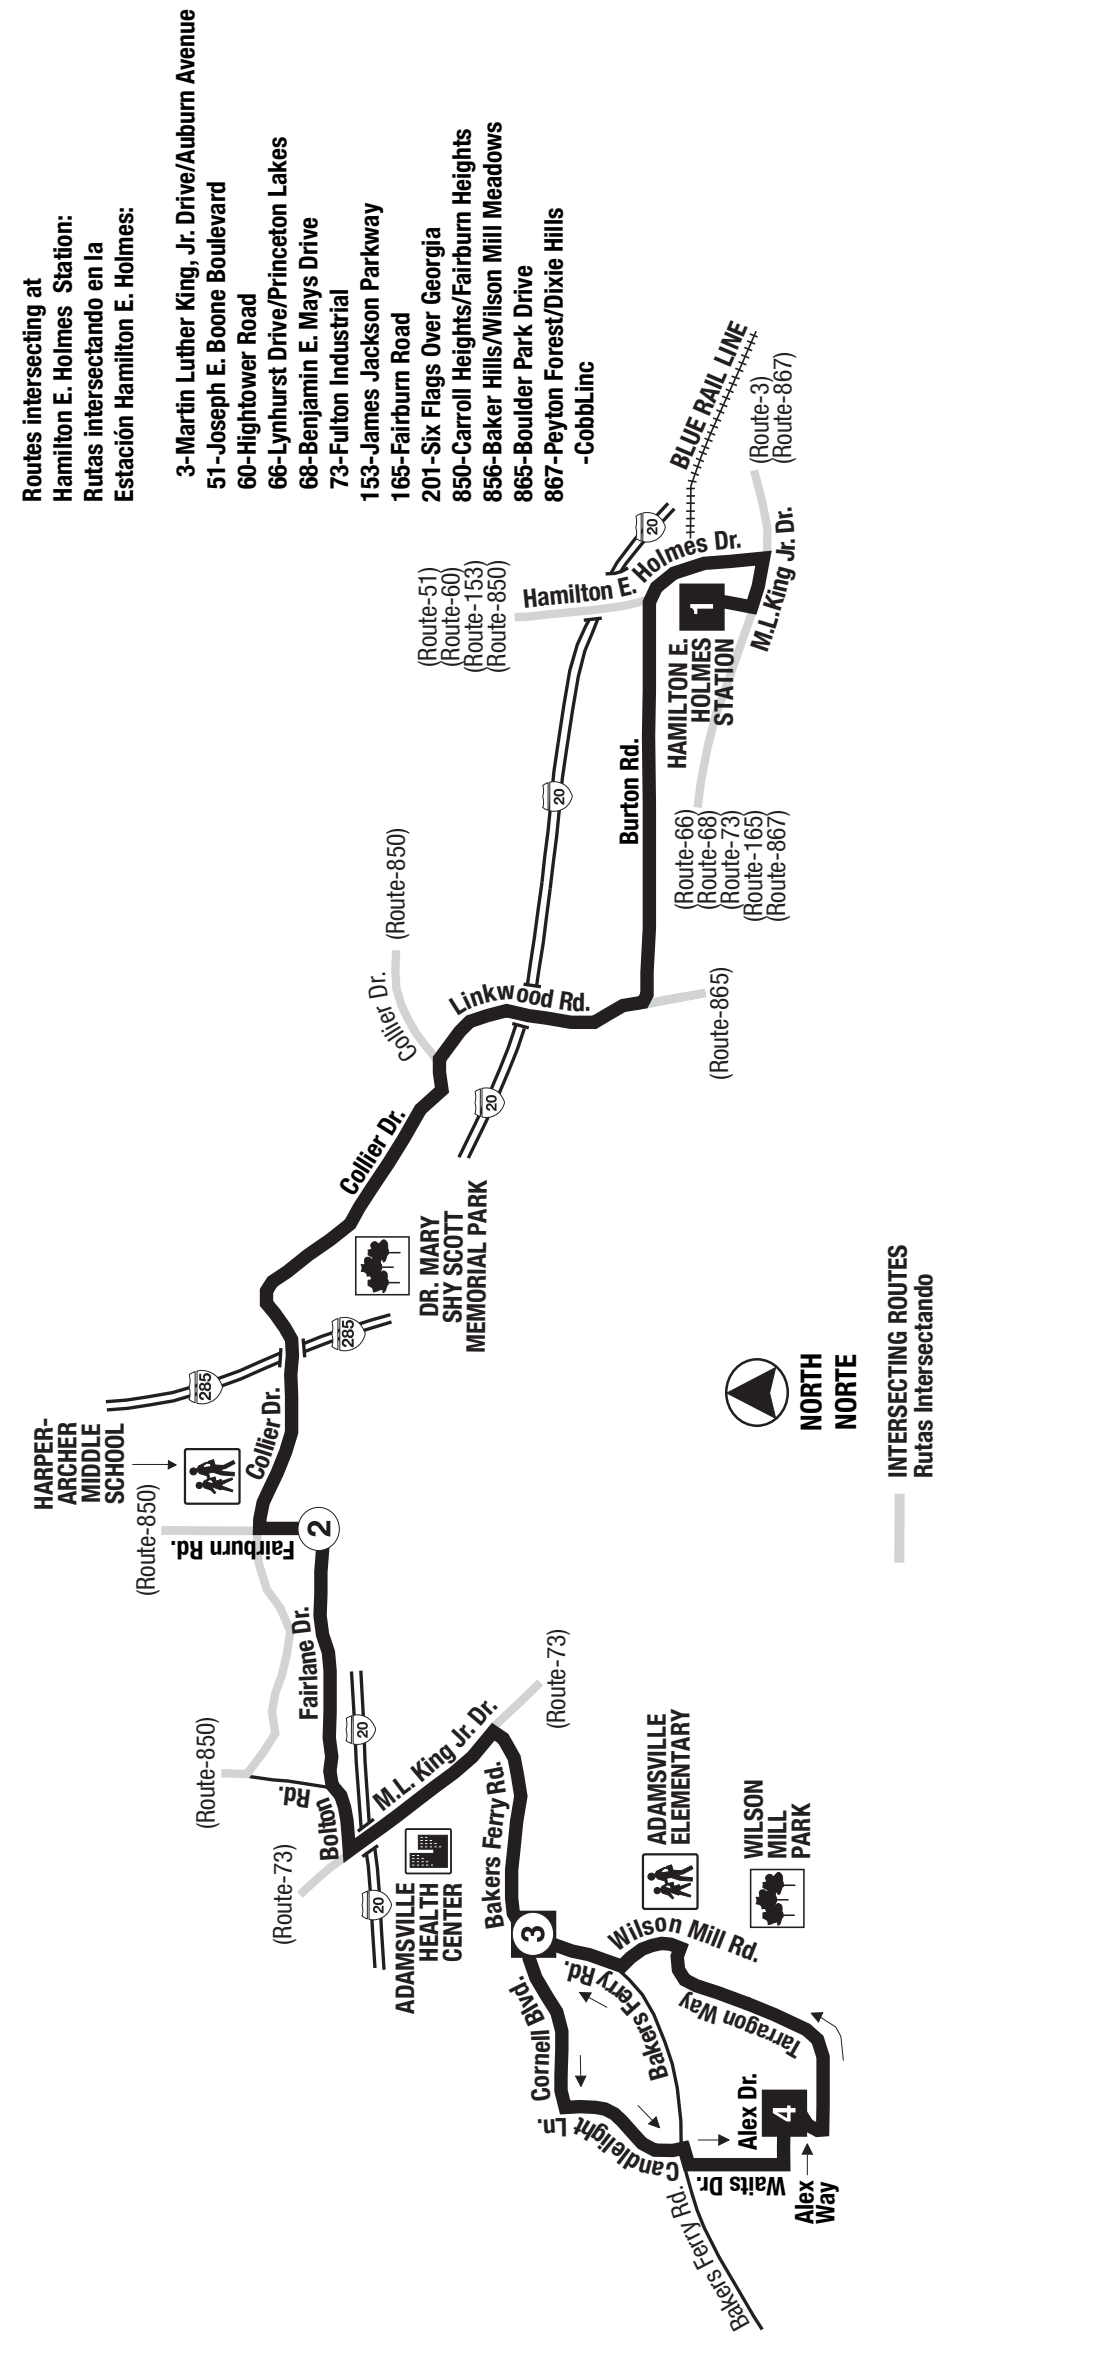 Routes intersecting at
Hamilton E. Holmes Station:
Rutas intersectando en la
Estación Hamilton E. Holmes:
3-Martin Luther King, Jr. Drive/Auburn Avenue
51-Joseph E. Boone Boulevard
60-Hightower Road
66-Lynhurst Drive/Princeton Lakes
68-Benjamin E. Mays Drive
73-Fulton Industrial
153-James Jackson Parkway
165-Fairburn Road
201-Six Flags Over Georgia
850-Carroll Heights/Fairburn Heights
856-Baker Hills/Wilson Mill Meadows
865-Boulder Park Drive
867-Peyton Forest/Dixie Hills
-CobbLinc
HARPER-
ARCHER
MIDDLE
SCHOOL
(Route-850)
Fairburn Rd.
Collier Dr.
285
285
2
Fairlane Dr.
(Route-850)
Bolton
Rd.
(Route-73)
20
20
M.L. King Jr. Dr.
(Route-73)
ADAMSVILLE
HEALTH
CENTER
Bakers Ferry Rd.
3
Cornell Blvd.
Candlelight Ln.
Bakers Ferry Rd.
Bakers Ferry Rd.
Bakers Ferry Rd.
Waits Dr.
Alex Dr.
4
Alex
Way
Tarragon Way
Wilson Mill Rd.
ADAMSVILLE
ELEMENTARY
WILSON
MILL
PARK
Collier Dr.
DR. MARY
SHY SCOTT
MEMORIAL PARK
Collier Dr.
(Route-850)
Linkwood Rd.
20
20
20
(Route-865)
Burton Rd.
(Route-51)
(Route-60)
(Route-153)
(Route-850)
Hamilton E. Holmes Dr.
1
HAMILTON E.
HOLMES
STATION
M.L.King Jr. Dr.
(Route-66)
(Route-68)
(Route-73)
(Route-165)
(Route-867)
BLUE RAIL LINE
(Route-3)
(Route-867)
NORTH
NORTE
INTERSECTING ROUTES
Rutas Intersectando